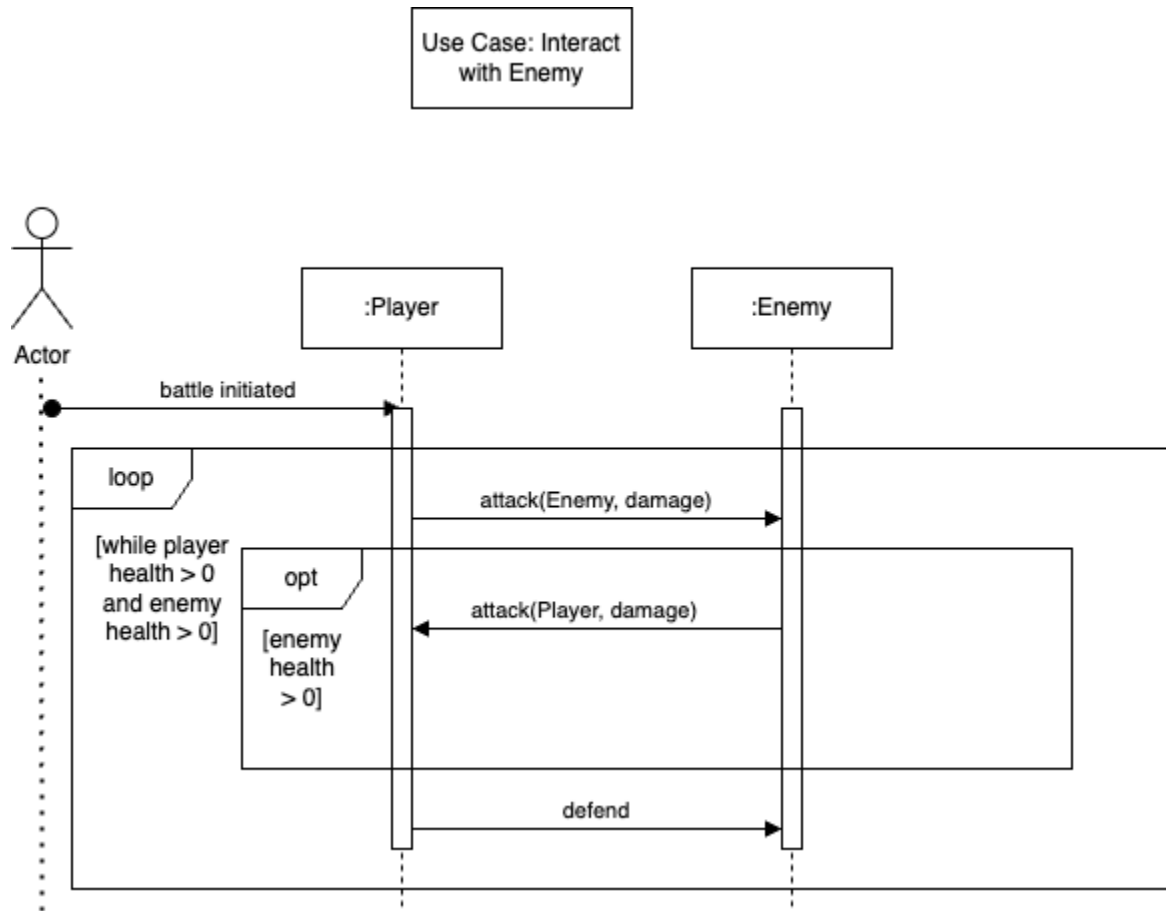 Use Case: Interact
with Enemy
:Player
:Enemy
Actor
battle initiated
loop
attack(Enemy, damage)
[while player
health > 0
and enemy
health > 0]
opt
attack(Player, damage)
[enemy
health
> 0]
defend